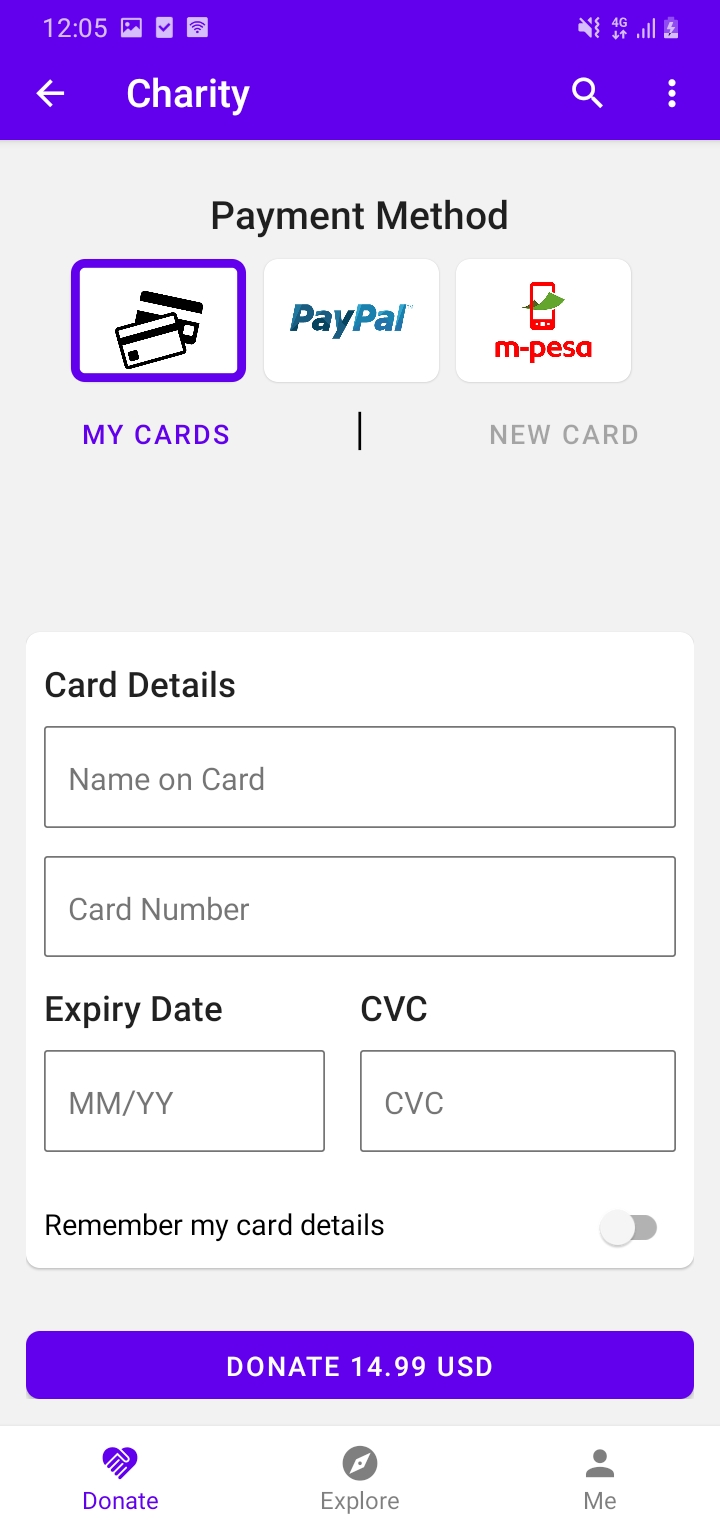 12:05
4G
Charity
Payment Method
PayPal
m-pesa
MY CARDS | NEW CARD
Card Details
Name on Card
Card Number
Expiry Date CVC
MM/YY CVC
Remember my card details
DONATE 14.99 USD
Donate Explore Me